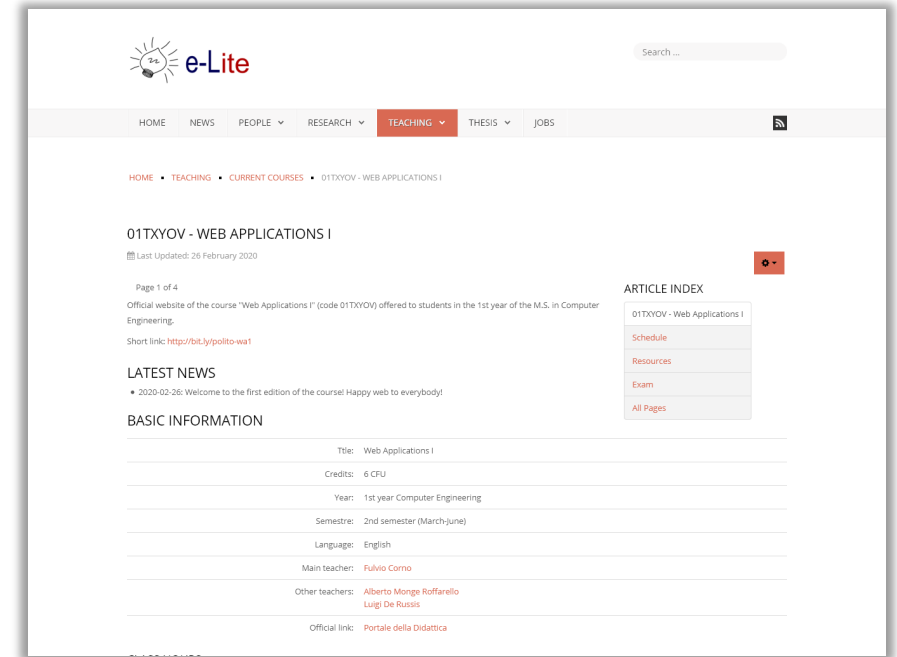 e-Lite
Search ...
HOME NEWS PEOPLE RESEARCH TEACHING THESIS JOBS
HOME ▪ TEACHING ▪ CURRENT COURSES ▪ 01TXYOV - WEB APPLICATIONS I
01TXYOV - WEB APPLICATIONS I
Last Updated: 26 February 2020
Page 1 of 4
Official website of the course "Web Applications I" (code 01TXYOV) offered to students in the 1st year of the M.S. in Computer
Engineering.
Short link: http://bit.ly/polito-wa1
ARTICLE INDEX
01TXYOV - Web Applications I
Schedule
Resources
Exam
All Pages
LATEST NEWS
• 2020-02-26: Welcome to the first edition of the course! Happy web to everybody!
BASIC INFORMATION
Ttle: Web Applications I
Credits: 6 CFU
Year: 1st year Computer Engineering
Semestre: 2nd semester (March-June)
Language: English
Main teacher: Fulvio Corno
Other teachers: Alberto Monge Roffarello
Luigi De Russis
Official link: Portale della Didattica